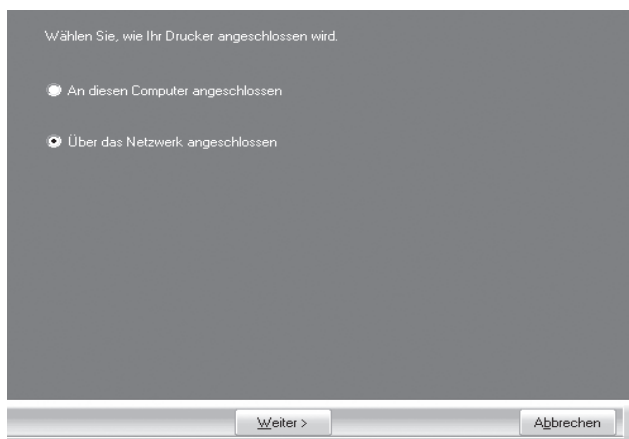 Wählen Sie, wie Ihr Drucker angeschlossen wird.
An diesen Computer angeschlossen
Über das Netzwerk angeschlossen
Weiter >
Abbrechen